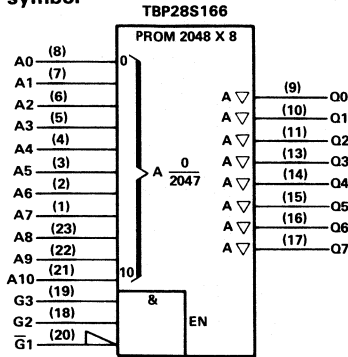 symbol
TBP28S166
PROM 2048 X 8
A0 (8) 0
A1 (7)
A2 (6)
A3 (5)
A4 (4)
A5 (3)
A6 (2)
A7 (1)
A8 (23)
A9 (22)
A10 (21) 10
A 0
2047
G3 (19)
G2 (18)
G̅1 (20)
&
EN
A ▽ (9) Q0
A ▽ (10) Q1
A ▽ (11) Q2
A ▽ (13) Q3
A ▽ (14) Q4
A ▽ (15) Q5
A ▽ (16) Q6
A ▽ (17) Q7